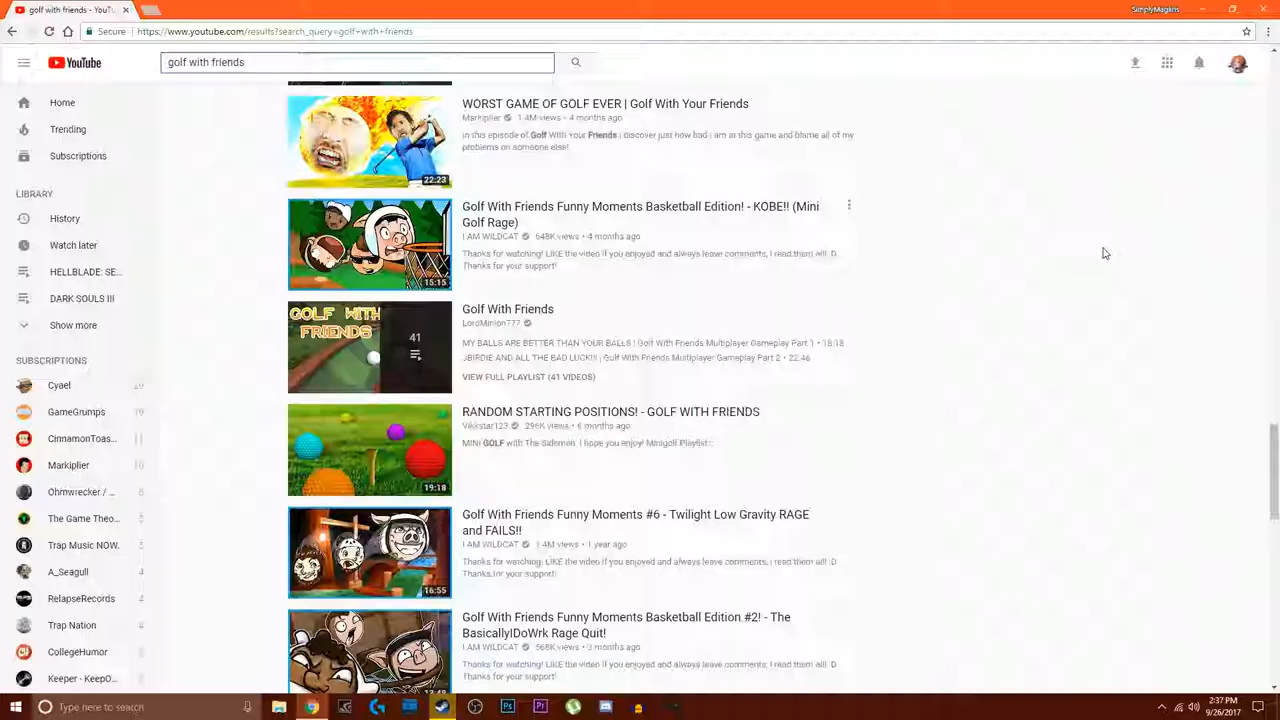 golf with friends - YouTu
SimplyMagikns
Secure
https://www.youtube.com/results?search_query=golf+with+friends
YouTube
golf with friends
Home
Trending
Subscriptions
LIBRARY
History
Watch later
HELLBLADE: SE...
DARK SOULS III
Show more
SUBSCRIPTIONS
Cyael
GameGrumps
CinnamonToas...
Markiplier
Ohmwrecker / ...
The Game Theo...
Trap Music NOW.
A_Seagull 4
RelapseRecords
Trap Nation
CollegeHumor
Keeper - KeepO...
WORST GAME OF GOLF EVER | Golf With Your Friends
Markiplier 1.4M views • 4 months ago
In this episode of Golf With Your Friends I discover just how bad I am at this game and blame all of my
problems on someone else!
22:23
Golf With Friends Funny Moments Basketball Edition! - KOBE!! (Mini
Golf Rage)
I AM WILDCAT 648K views • 4 months ago
Thanks for watching! LIKE the video if you enjoyed and always leave comments, I read them all! :D
Thanks for your support!
15:15
GOLF WITH
FRIENDS
41
Golf With Friends
LordMinion777
MY BALLS ARE BETTER THAN YOUR BALLS! | Golf With Friends Multiplayer Gameplay Part 1 • 18:18
BIRDIE AND ALL THE BAD LUCK!!! | Golf With Friends Multiplayer Gameplay Part 2 • 22:46
VIEW FULL PLAYLIST (41 VIDEOS)
RANDOM STARTING POSITIONS! - GOLF WITH FRIENDS
Vikkstar123 296K views • 6 months ago
MINI GOLF with The Sidemen. I hope you enjoy! Minigolf Playlist:
19:18
Golf With Friends Funny Moments #6 - Twilight Low Gravity RAGE
and FAILS!!
I AM WILDCAT 1.4M views • 1 year ago
Thanks for watching; LIKE the video if you enjoyed and always leave comments, I read them all! :D
Thanks for your support!
16:55
Golf With Friends Funny Moments Basketball Edition #2! - The
BasicallyIDoWrk Rage Quit!
I AM WILDCAT 568K views • 3 months ago
Thanks for watching! LIKE the video if you enjoyed and always leave comments, I read them all! :D
Thanks for your support!
Type here to search
2:37 PM
9/26/2017